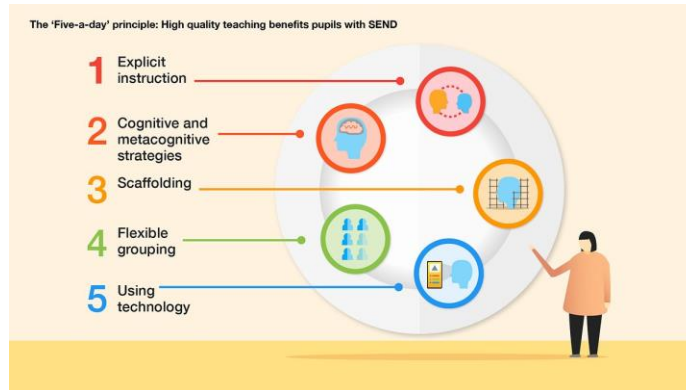 The 'Five-a-day' principle: High quality teaching benefits pupils with SEND
1 Explicit
instruction
2 Cognitive and
metacognitive
strategies
3 Scaffolding
4 Flexible
grouping
5 Using
technology